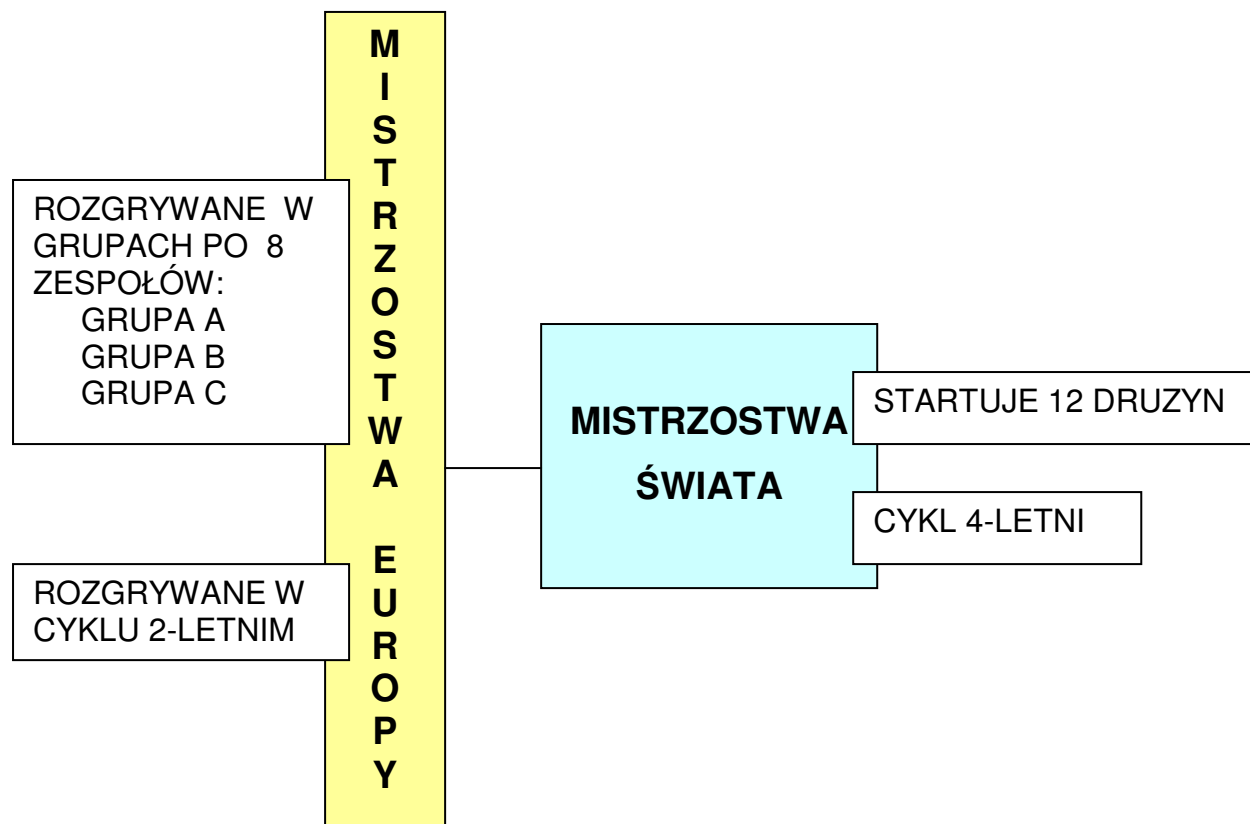 MISTRZOSTWA EUROPY
ROZGRYWANE W
GRUPACH PO 8
ZESPOŁÓW:
GRUPA A
GRUPA B
GRUPA C
ROZGRYWANE W
CYKLU 2-LETNIM
MISTRZOSTWA
ŚWIATA
STARTUJE 12 DRUZYN
CYKL 4-LETNI